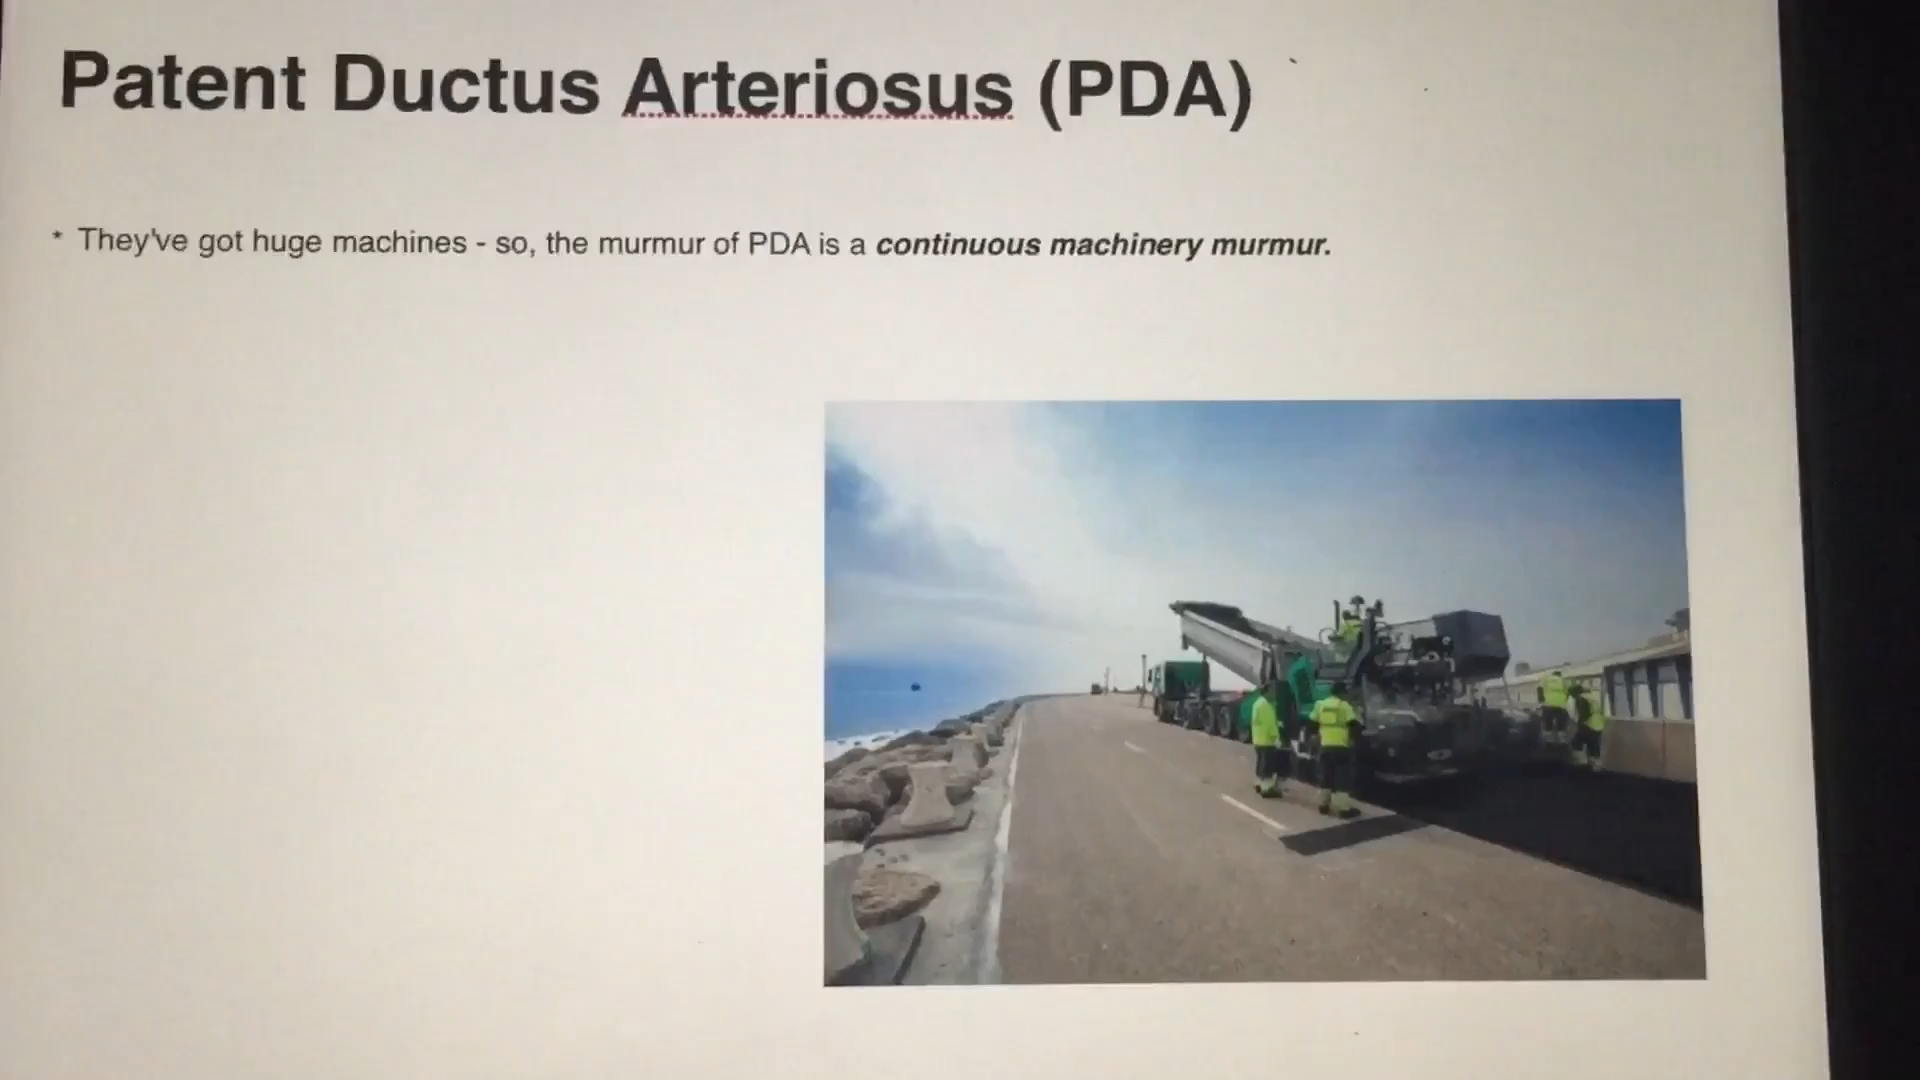 Patent Ductus Arteriosus (PDA)
* They've got huge machines - so, the murmur of PDA is a continuous machinery murmur.